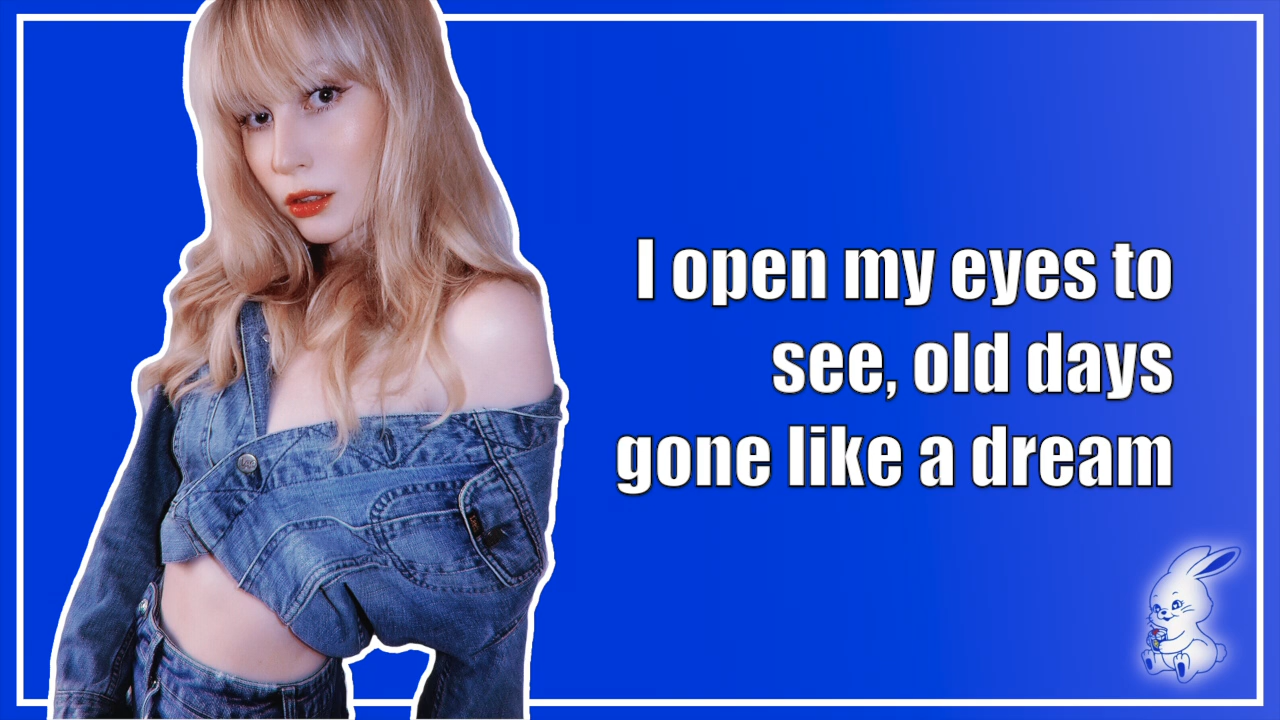 I open my eyes to
see, old days
gone like a dream